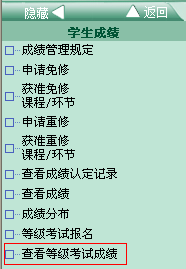 隐藏 返回
学生成绩
成绩管理规定
申请免修
获准免修
课程/环节
申请重修
获准重修
课程/环节
查看成绩认定记录
查看成绩
成绩分布
等级考试报名
查看等级考试成绩